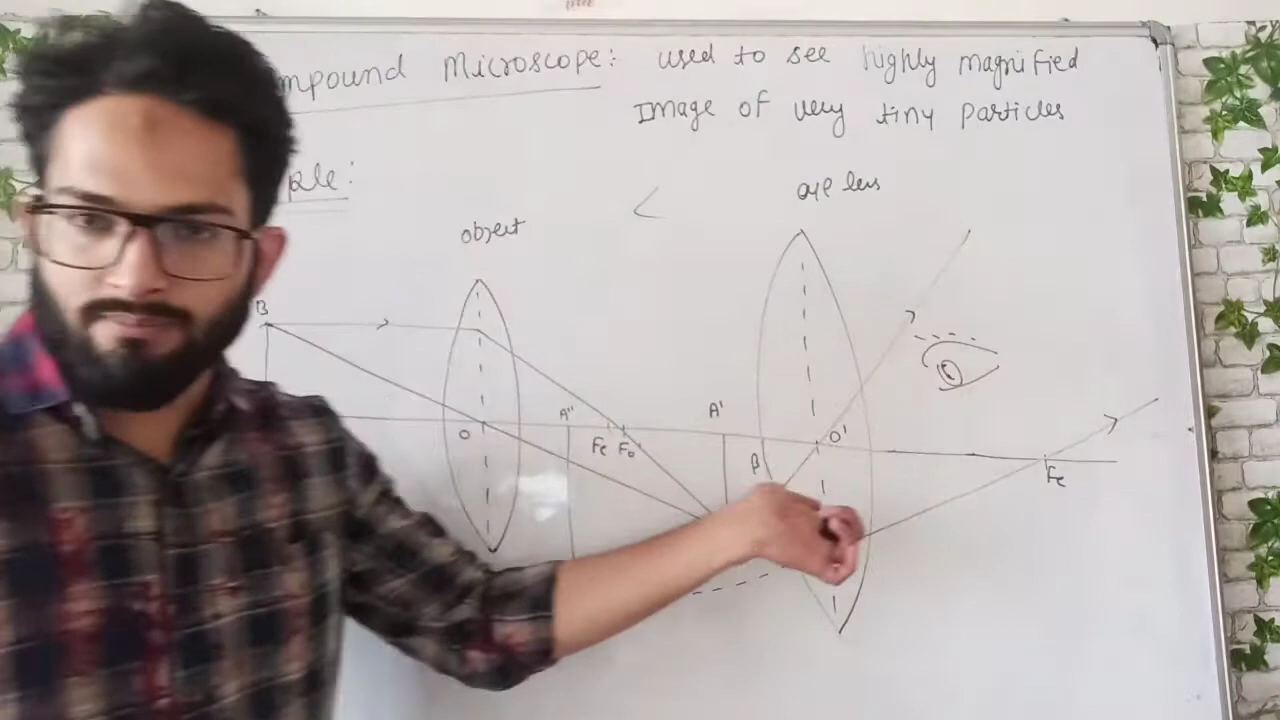 mpound Microscope: used to see highly magnified
Image of very tiny particles
ple:
object
eye lens
B
A''
A'
O
Fe
Fo
β
O'
Fe